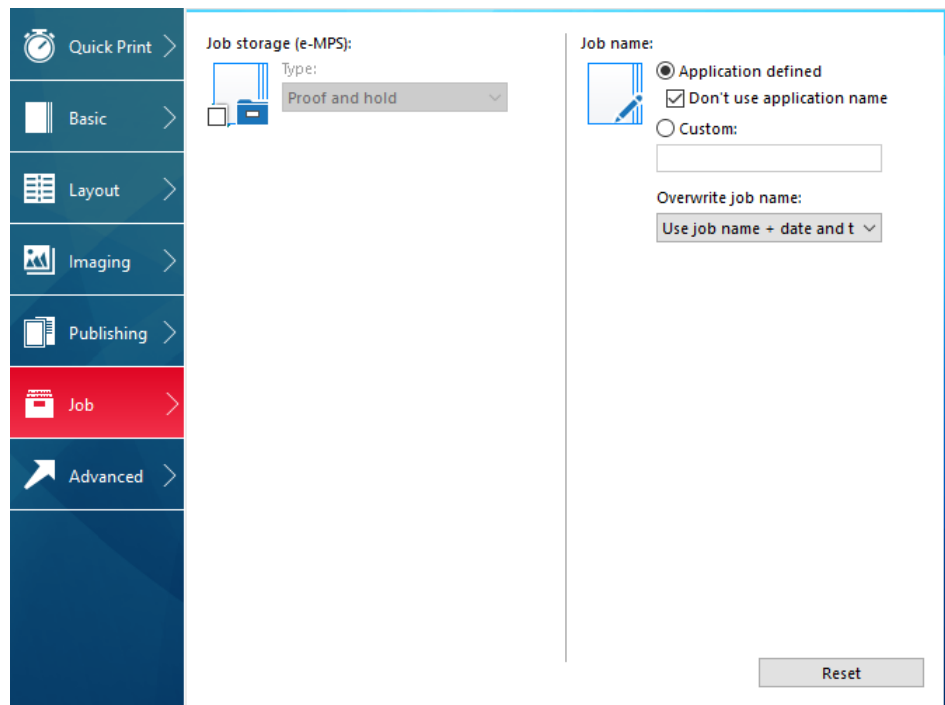 Quick Print
Basic
Layout
Imaging
Publishing
Job
Advanced
Job storage (e-MPS):
Type:
Proof and hold
Job name:
Application defined
Don't use application name
Custom:
Overwrite job name:
Use job name + date and t
Reset